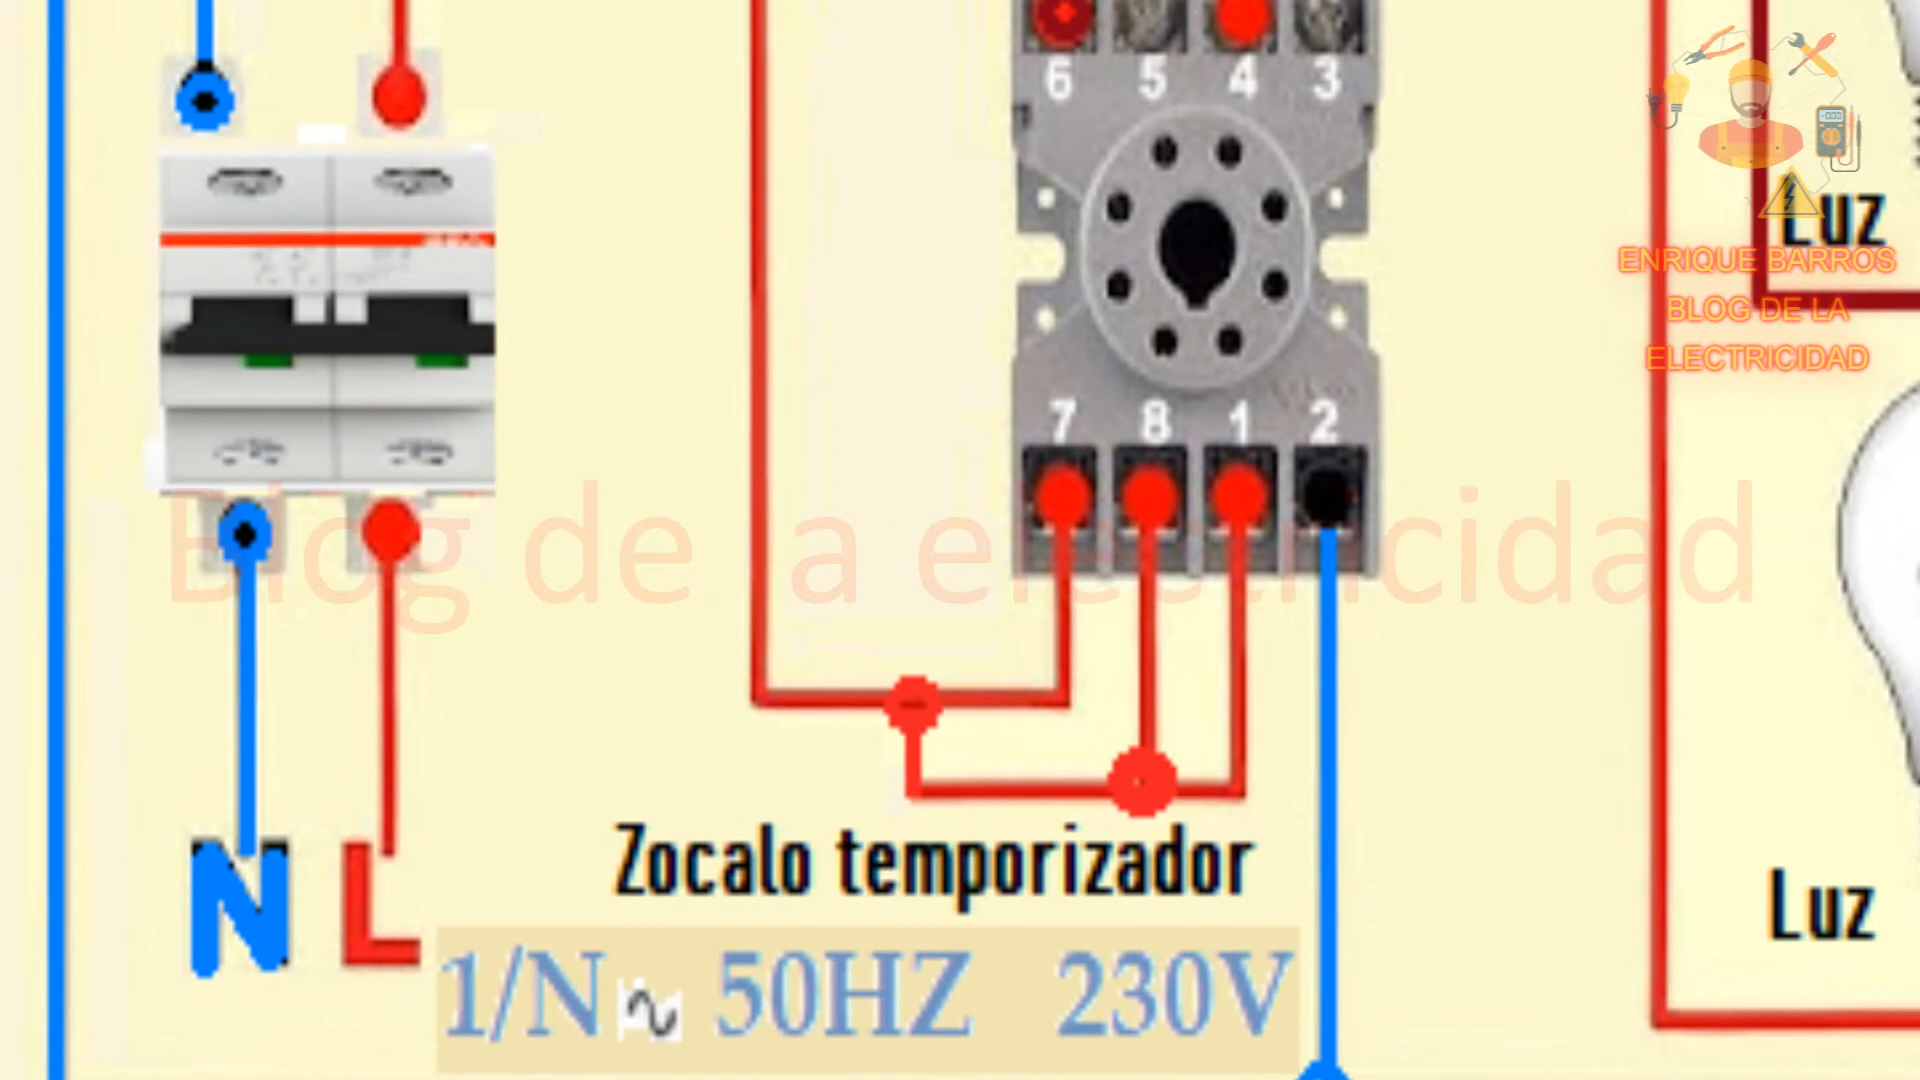 6 5 4 3
Luz
ENRIQUE BARROS
BLOG DE LA
ELECTRICIDAD
7 8 1 2
Blog de la electricidad
Zocalo temporizador
Luz
N L
1/N ~ 50HZ 230V